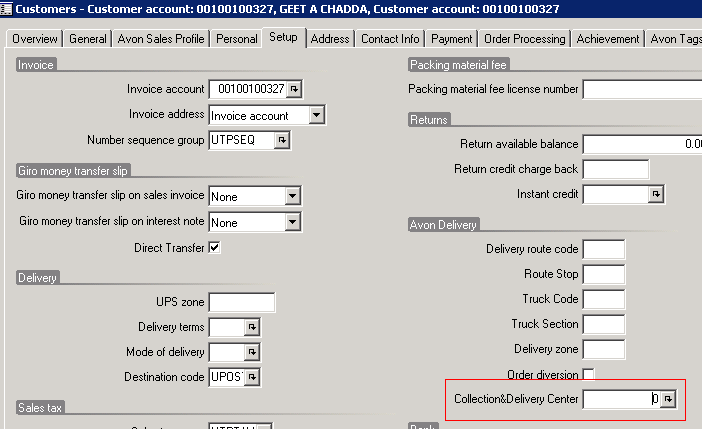 Customers - Customer account: 00100100327, GEET A CHADDA, Customer account: 00100100327
Overview General Avon Sales Profile Personal Setup Address Contact Info Payment Order Processing Achievement Avon Tags
Invoice
Invoice account 00100100327
Invoice address Invoice account
Number sequence group UTPSEQ
Giro money transfer slip
Giro money transfer slip on sales invoice None
Giro money transfer slip on interest note None
Direct Transfer
Delivery
UPS zone
Delivery terms
Mode of delivery
Destination code UPOS
Sales tax
Packing material fee
Packing material fee license number
Returns
Return available balance 0.00
Return credit charge back
Instant credit
Avon Delivery
Delivery route code
Route Stop
Truck Code
Truck Section
Delivery zone
Order diversion
Collection&Delivery Center 0